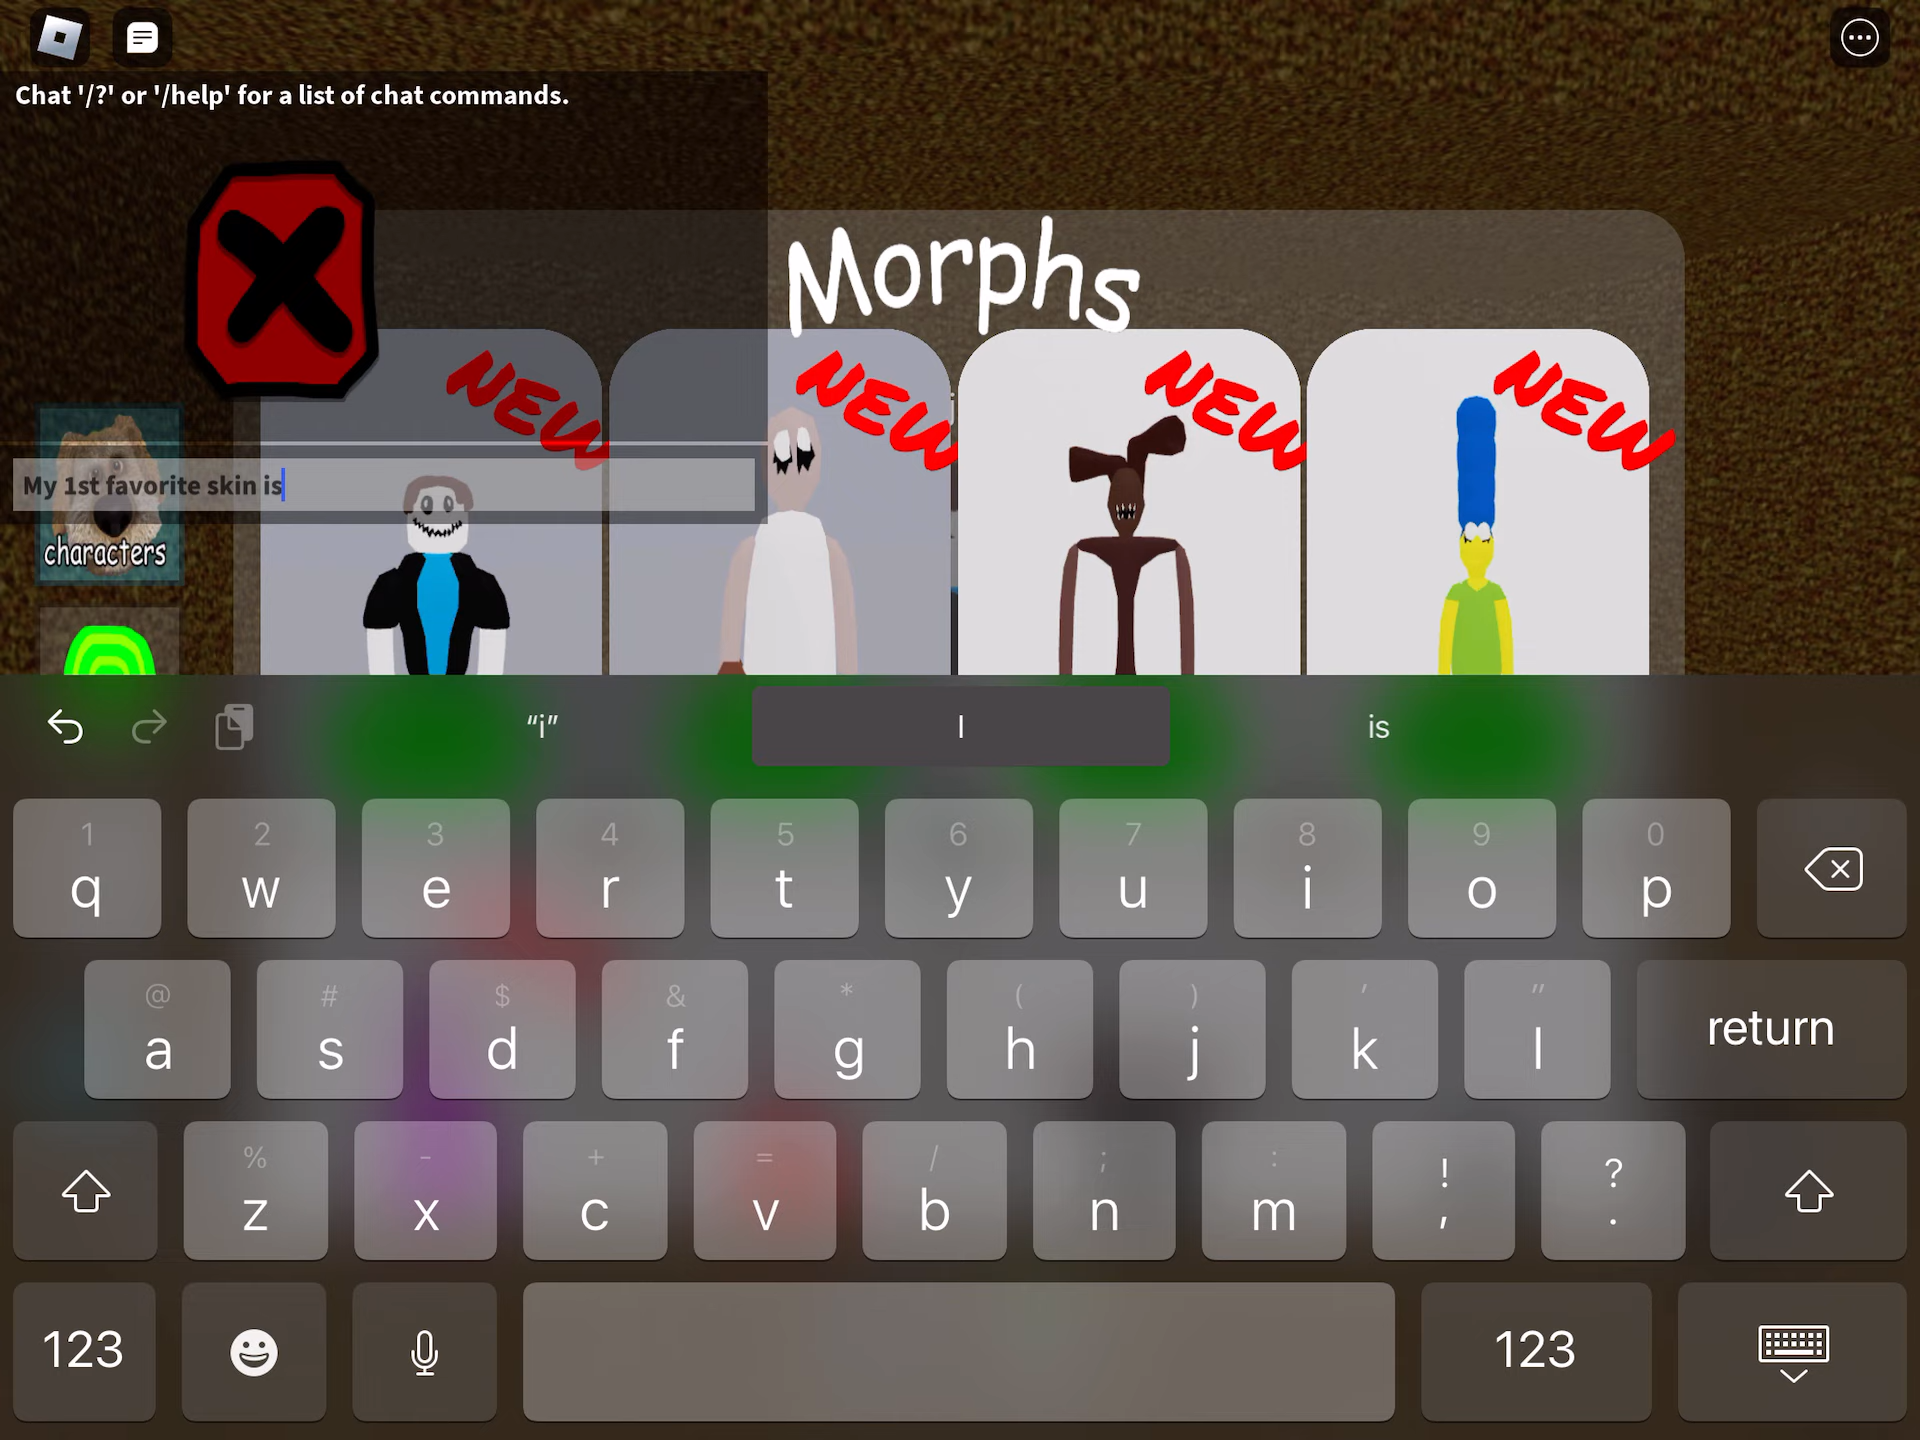 Chat '/?' or '/help' for a list of chat commands.
Morphs
NEW NEW NEW NEW
My 1st favorite skin is
characters
“i” I is
1 2 3 4 5 6 7 8 9 0
q w e r t y u i o p
@ # $ & * ( ) ' "
a s d f g h j k l return
% - + = / ; : ! ?
z x c v b n m , .
123 123